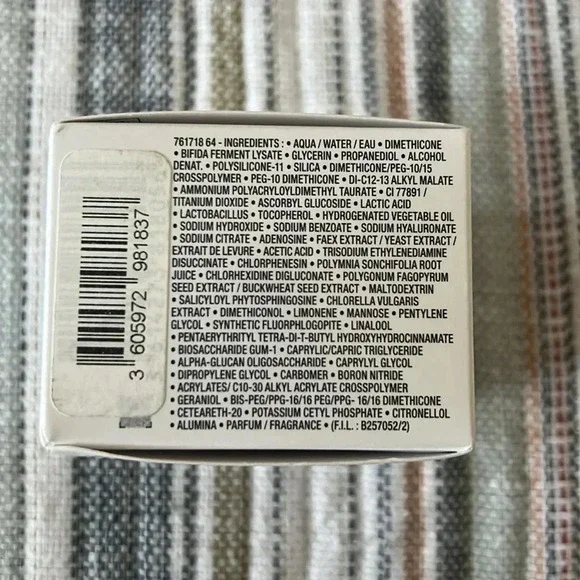 761718 64 - INGREDIENTS : • AQUA / WATER / EAU • DIMETHICONE
• BIFIDA FERMENT LYSATE • GLYCERIN • PROPANEDIOL • ALCOHOL
DENAT. • POLYSILICONE-11 • SILICA • DIMETHICONE/PEG-10/15
CROSSPOLYMER • PEG-10 DIMETHICONE • DI-C12-13 ALKYL MALATE
• AMMONIUM POLYACRYLOYLDIMETHYL TAURATE • CI 77891 /
TITANIUM DIOXIDE • ASCORBYL GLUCOSIDE • LACTIC ACID
• LACTOBACILLUS • TOCOPHEROL • HYDROGENATED VEGETABLE OIL
• SODIUM HYDROXIDE • SODIUM BENZOATE • SODIUM HYALURONATE
• SODIUM CITRATE • ADENOSINE • FAEX EXTRACT / YEAST EXTRACT /
EXTRAIT DE LEVURE • ACETIC ACID • TRISODIUM ETHYLENEDIAMINE
DISUCCINATE • CHLORPHENESIN • POLYMNIA SONCHIFOLIA ROOT
JUICE • CHLORHEXIDINE DIGLUCONATE • POLYGONUM FAGOPYRUM
SEED EXTRACT / BUCKWHEAT SEED EXTRACT • MALTODEXTRIN
• SALICYLOYL PHYTOSPHINGOSINE • CHLORELLA VULGARIS
EXTRACT • DIMETHICONOL • LIMONENE • MANNOSE • PENTYLENE
GLYCOL • SYNTHETIC FLUORPHLOGOPITE • LINALOOL
• PENTAERYTHRITYL TETRA-DI-T-BUTYL HYDROXYHYDROCINNAMATE
• BIOSACCHARIDE GUM-1 • CAPRYLIC/CAPRIC TRIGLYCERIDE
• ALPHA-GLUCAN OLIGOSACCHARIDE • CAPRYLYL GLYCOL
• DIPROPYLENE GLYCOL • CARBOMER • BORON NITRIDE
• ACRYLATES/ C10-30 ALKYL ACRYLATE CROSSPOLYMER
• GERANIOL • BIS-PEG/PPG-16/16 PEG/PPG- 16/16 DIMETHICONE
• CETEARETH-20 • POTASSIUM CETYL PHOSPHATE • CITRONELLOL
• ALUMINA • PARFUM / FRAGRANCE • (F.I.L. : B257052/2)
3 605972 981837